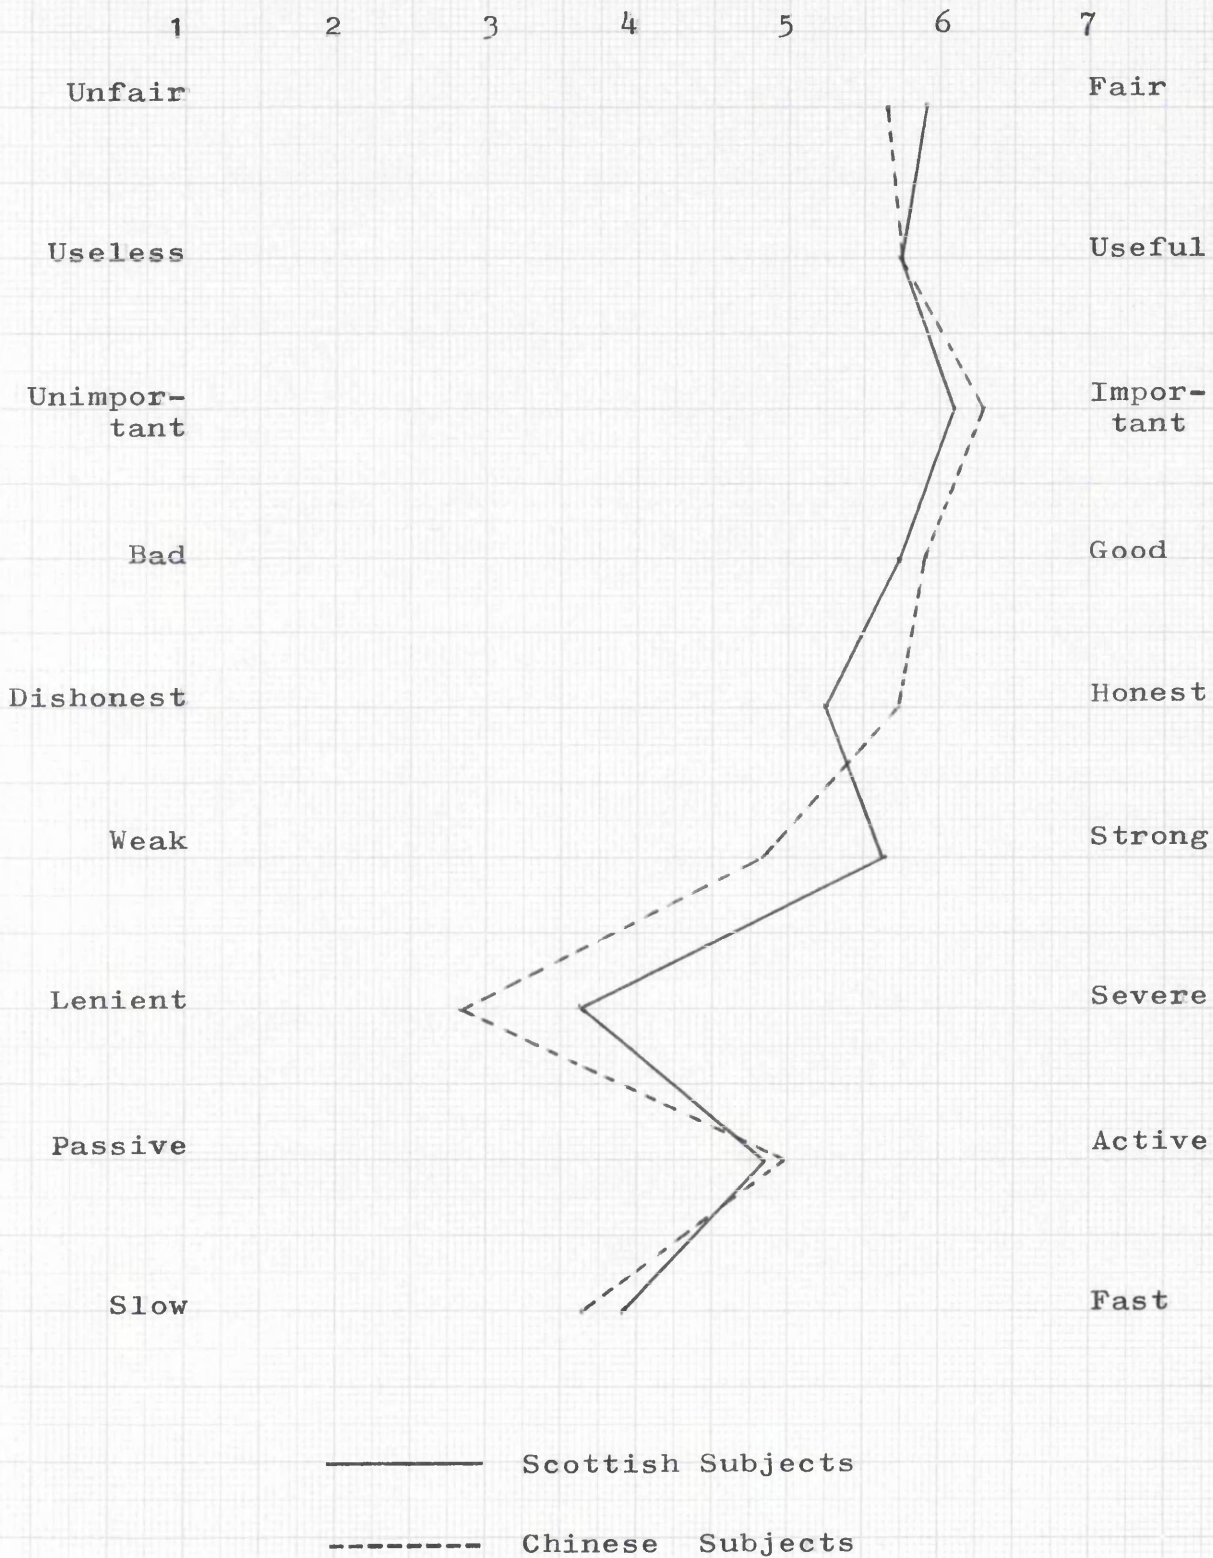 1 2 3 4 5 6 7
Unfair Fair
Useless Useful
Unimpor- Impor-
tant tant
Bad Good
Dishonest Honest
Weak Strong
Lenient Severe
Passive Active
Slow Fast
Scottish Subjects
Chinese Subjects